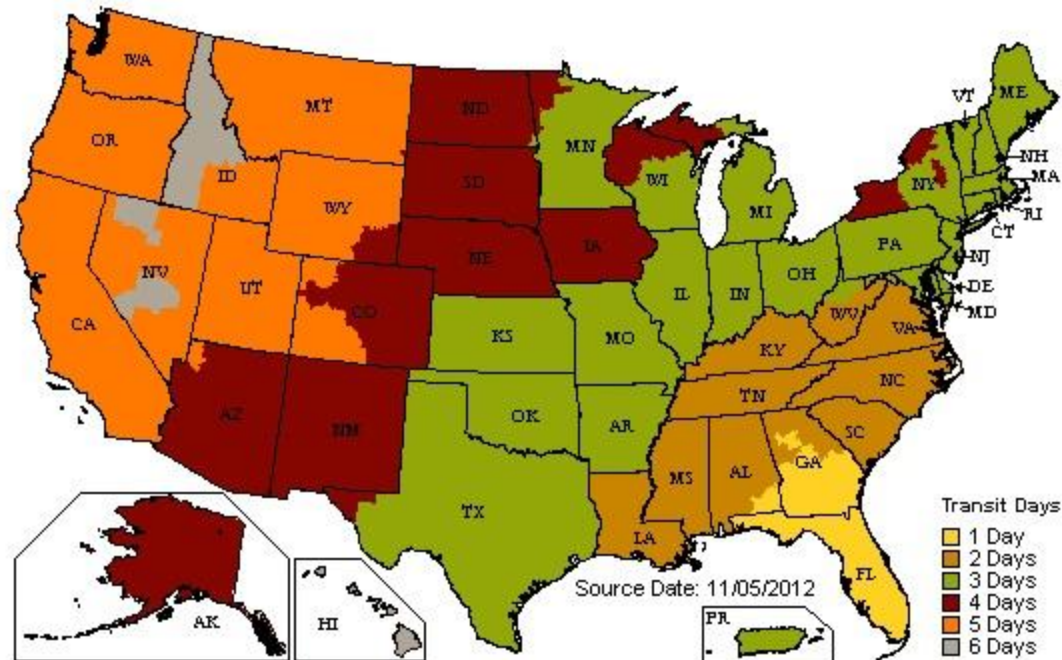 WA
MT
ND
VT
ME
OR
MN
NH
MA
ID
SD
WI
NY
WY
MI
RI
CT
NE
IA
PA
NJ
NV
UT
IL
IN
OH
DE
MD
CA
CO
WV
VA
KS
MO
KY
NC
TN
AZ
NM
OK
AR
SC
MS
AL
GA
TX
LA
FL
Transit Days
1 Day
2 Days
3 Days
4 Days
5 Days
6 Days
Source Date: 11/05/2012
AK
HI
PR